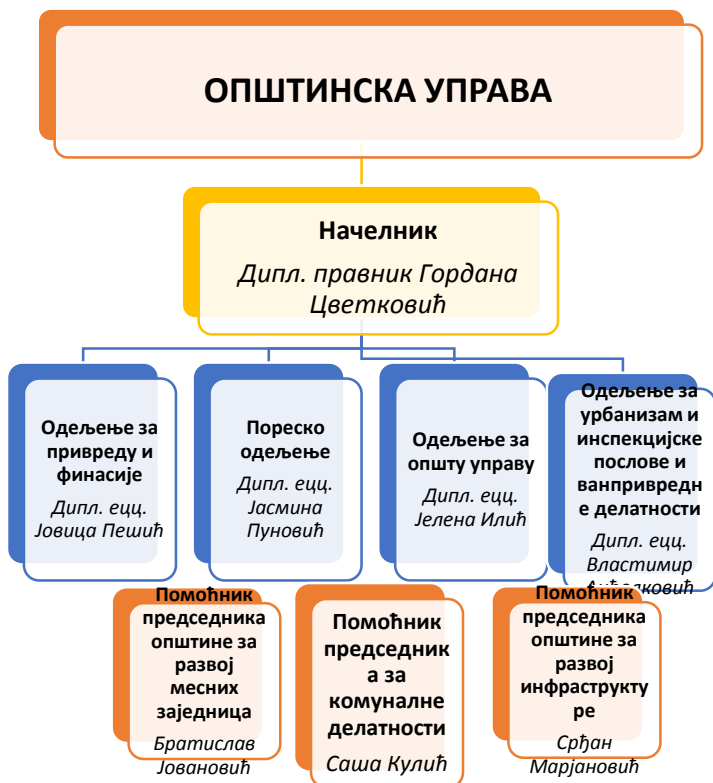 ОПШТИНСКА УПРАВА
Начелник
Дипл. правник Гордана
Цветковић
Одељење за
привреду и
финасије
Дипл. ецц.
Јовица Пешић
Пореско
одељење
Дипл. ецц.
Јасмина
Пуновић
Одељење за
општу управу
Дипл. ецц.
Јелена Илић
Одељење за
урбанизам и
инспекцијске
послове и
ванпривредн
е делатности
Дипл. ецц.
Властимир
Помоћник
председника
општине за
развој
месних
заједница
Братислав
Јовановић
Помоћник
председник
а за
комуналне
делатности
Саша Кулић
Помоћник
председника
општине за
развој
инфраструкту
ре
Срђан
Марјановић